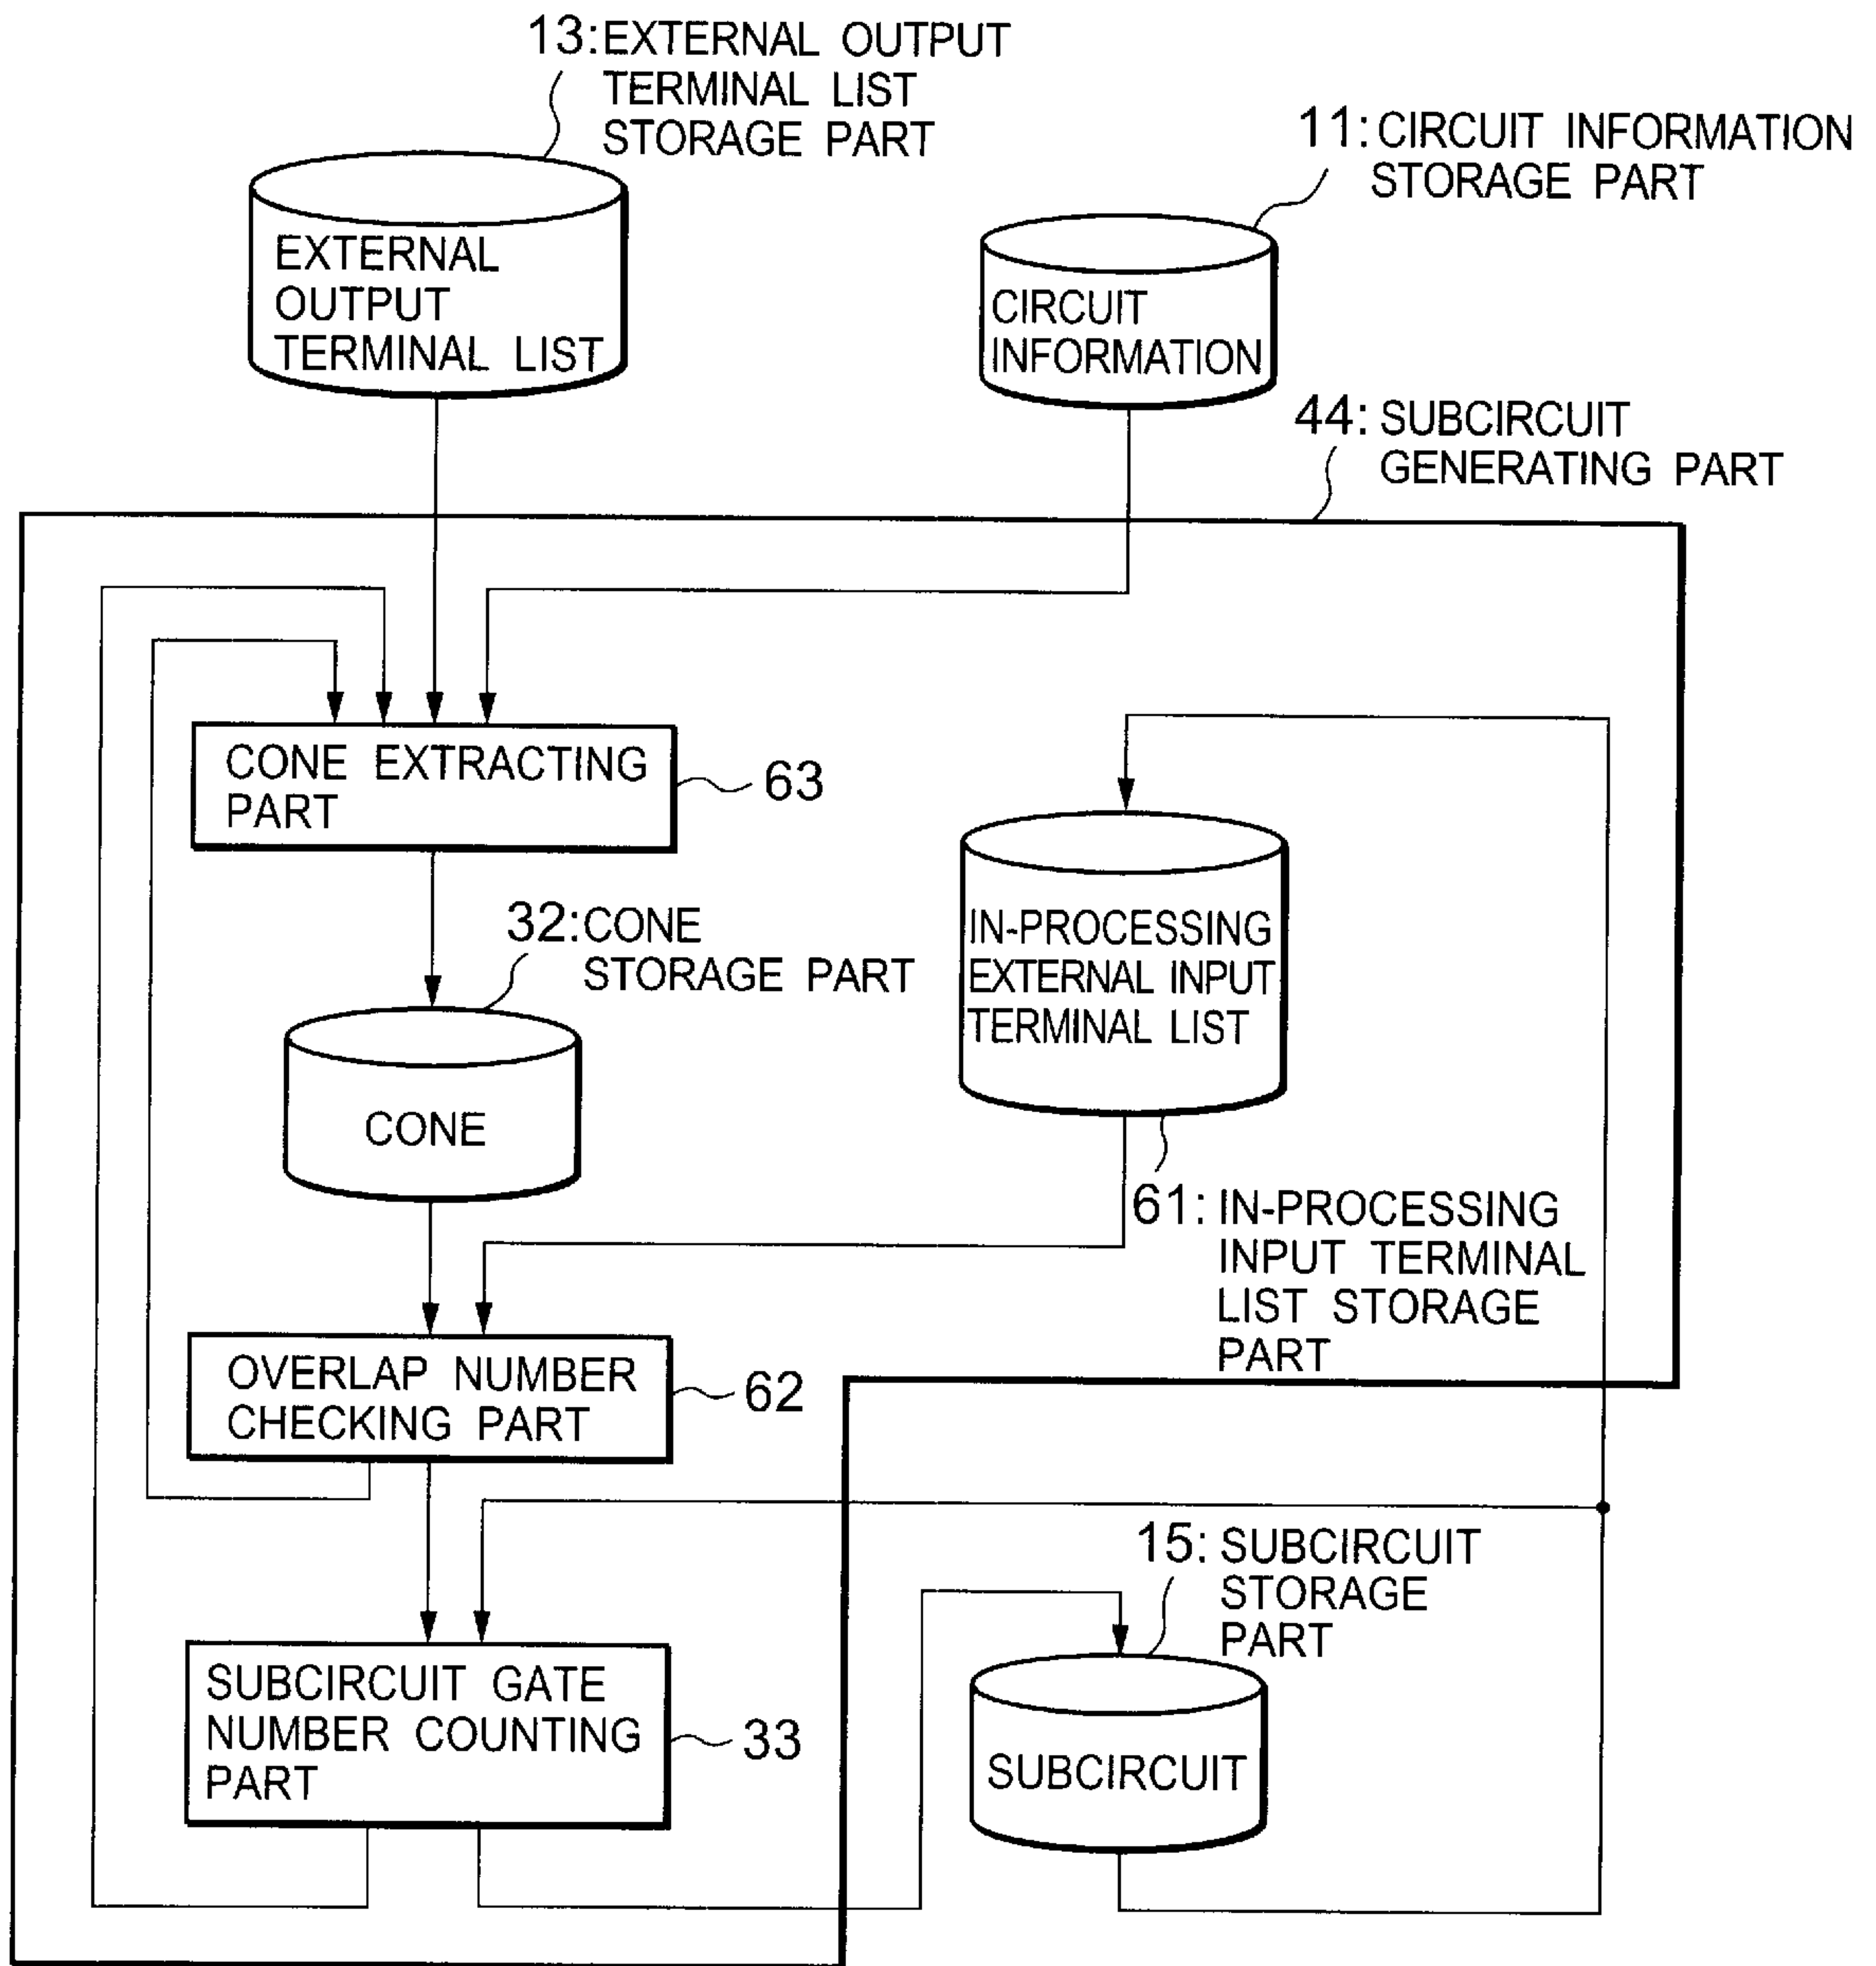 13: EXTERNAL OUTPUT
TERMINAL LIST
STORAGE PART
11: CIRCUIT INFORMATION
STORAGE PART
EXTERNAL
OUTPUT
TERMINAL LIST
CIRCUIT
INFORMATION
44: SUBCIRCUIT
GENERATING PART
CONE EXTRACTING
PART
63
32: CONE
STORAGE PART
IN-PROCESSING
EXTERNAL INPUT
TERMINAL LIST
CONE
61: IN-PROCESSING
INPUT TERMINAL
LIST STORAGE
PART
OVERLAP NUMBER
CHECKING PART
62
15: SUBCIRCUIT
STORAGE
PART
SUBCIRCUIT GATE
NUMBER COUNTING
PART
33
SUBCIRCUIT